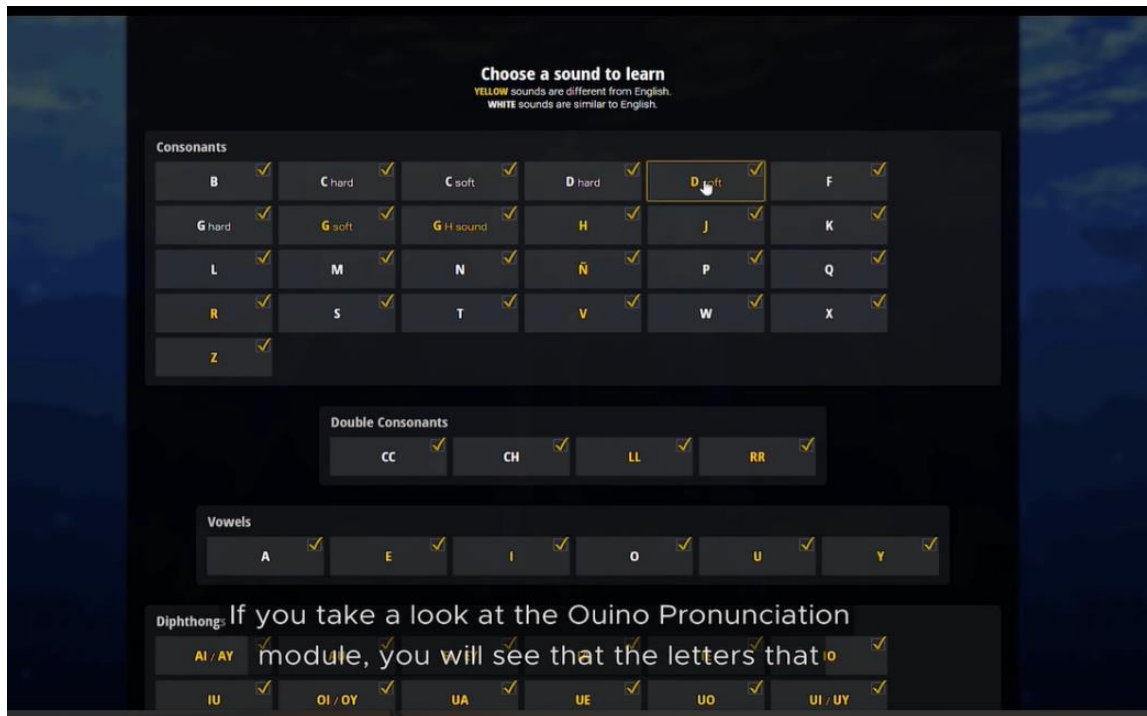 Choose a sound to learn
YELLOW sounds are different from English.
WHITE sounds are similar to English.
Consonants
B C hard C soft D hard D soft F
G hard G soft G H sound H J K
L M N Ñ P Q
R S T V W X
Z
Double Consonants
CC CH LL RR
Vowels
A E I O U Y
Diphthongs
If you take a look at the Ouino Pronunciation
module, you will see that the letters that
AI / AY IO
IU OI / OY UA UE UO UI / UY